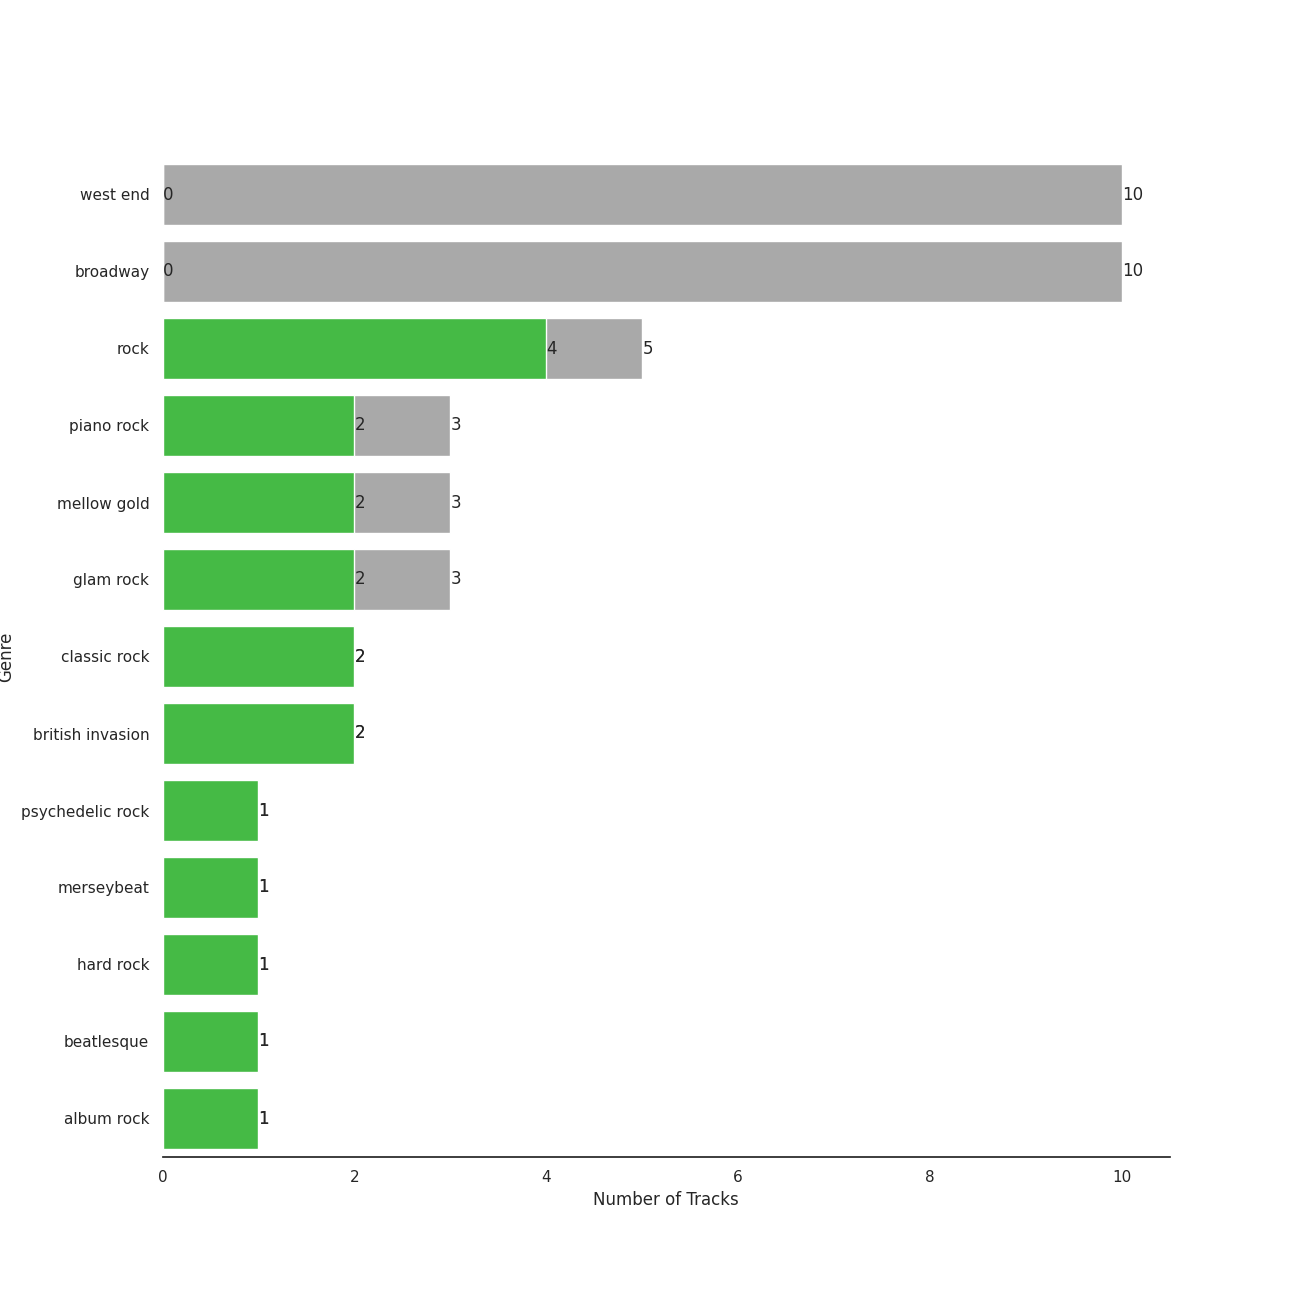 west end 0 10
broadway 0 10
rock 4 5
piano rock 2 3
mellow gold 2 3
glam rock 2 3
classic rock 2
british invasion 2
psychedelic rock 1
merseybeat 1
hard rock 1
beatlesque 1
album rock 1
0 2 4 6 8 10
Number of Tracks
Genre